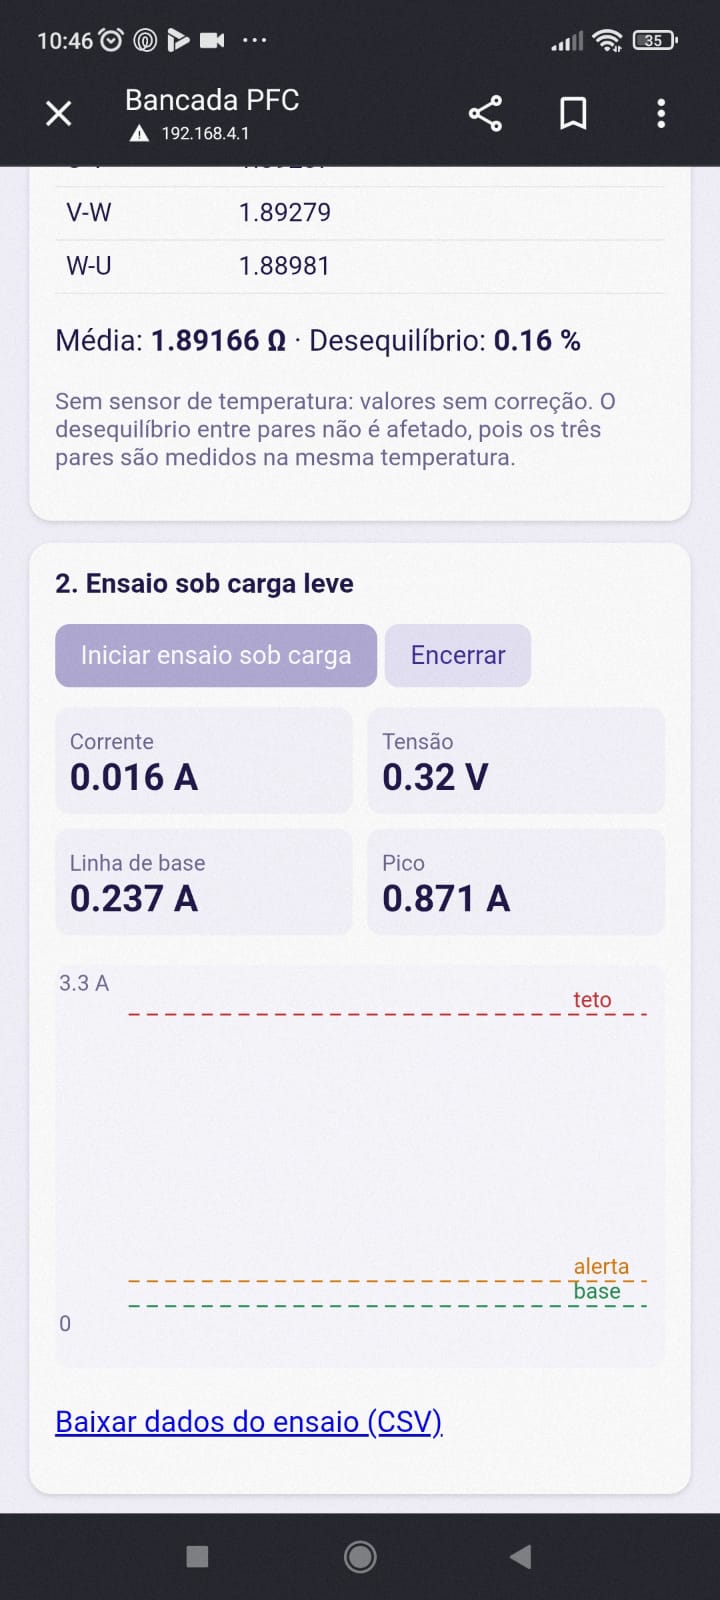 10:46
35
Bancada PFC
192.168.4.1
V-W 1.89279
W-U 1.88981
Média: 1.89166 Ω · Desequilíbrio: 0.16 %
Sem sensor de temperatura: valores sem correção. O
desequilíbrio entre pares não é afetado, pois os três
pares são medidos na mesma temperatura.
2. Ensaio sob carga leve
Iniciar ensaio sob carga
Encerrar
Corrente
0.016 A
Tensão
0.32 V
Linha de base
0.237 A
Pico
0.871 A
3.3 A
teto
alerta
base
0
Baixar dados do ensaio (CSV)